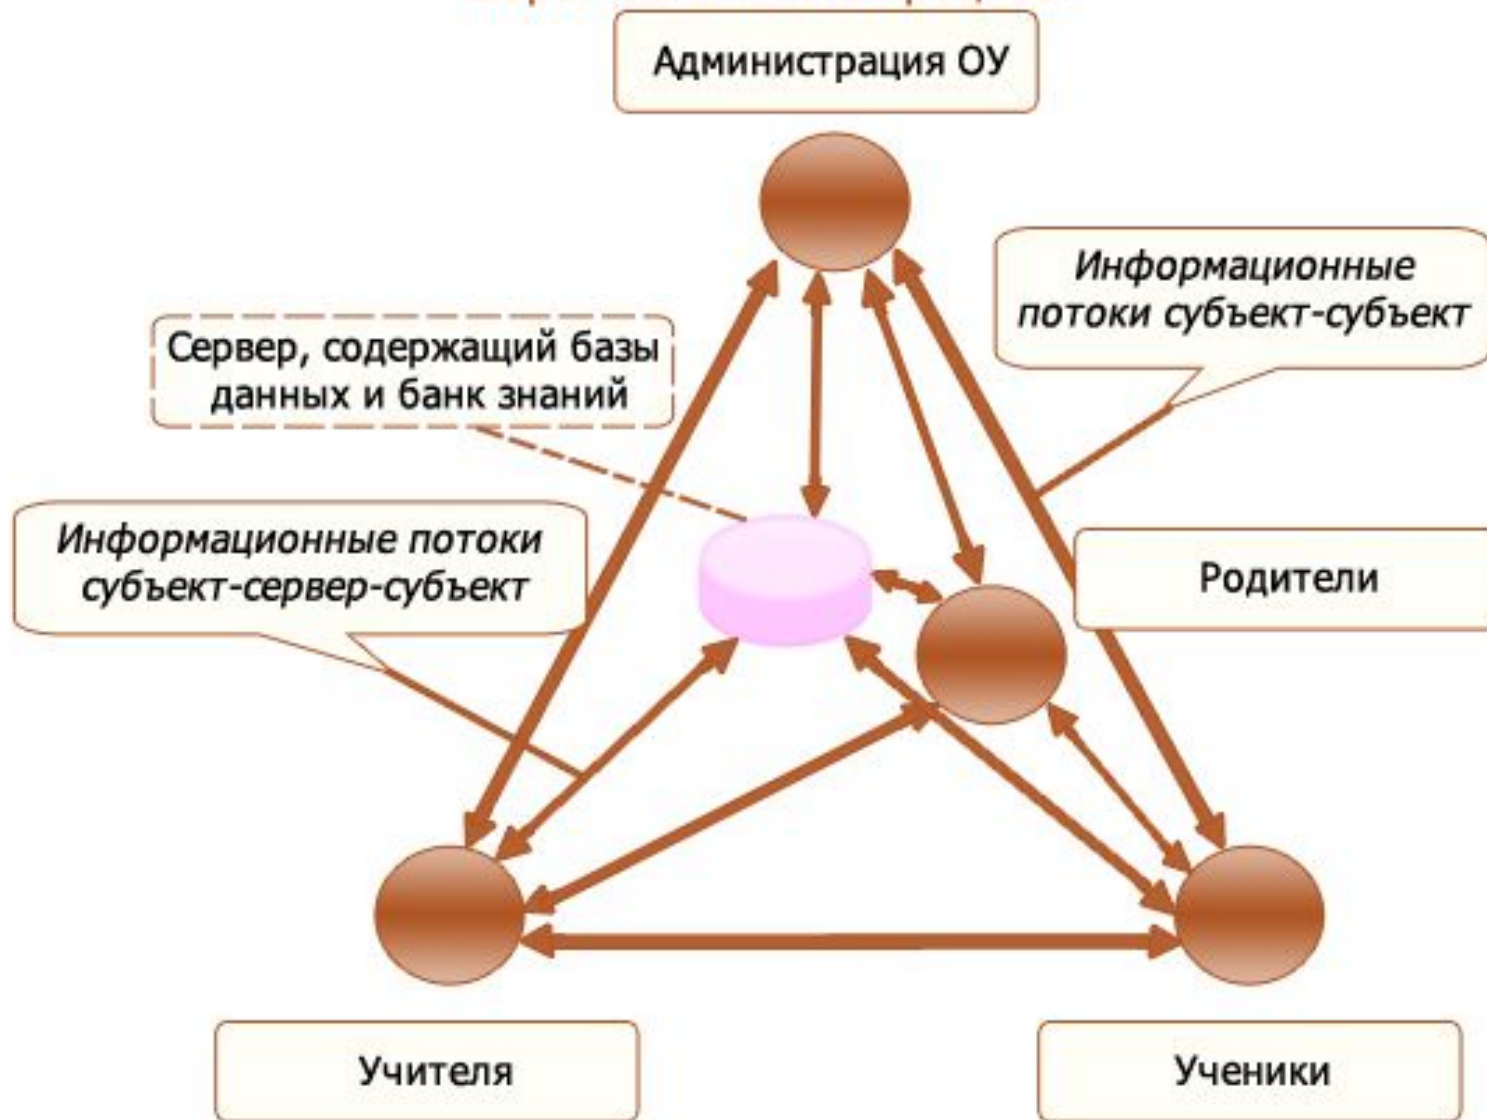 Администрация ОУ
Информационные
потоки субъект-субъект
Сервер, содержащий базы
данных и банк знаний
Информационные потоки
субъект-сервер-субъект
Родители
Учителя
Ученики